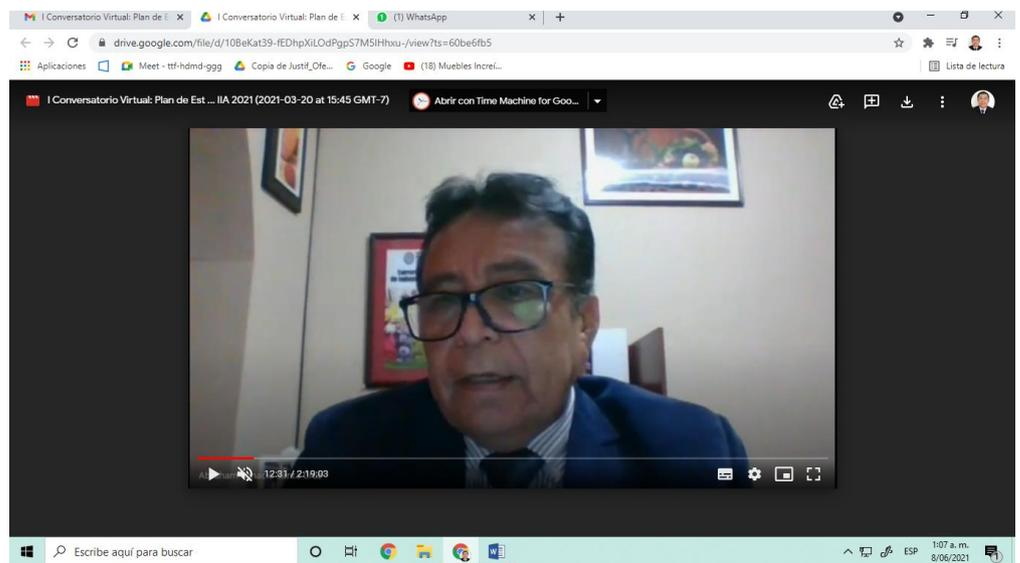 I Conversatorio Virtual: Plan de E
I Conversatorio Virtual: Plan de E
(1) WhatsApp
drive.google.com/file/d/10BeKat39-fEDhpXiLOdPgpS7M5IHhxu-/view?ts=60be6fb5
Aplicaciones
Meet - ttf-hdmd-ggg
Copia de Justif_Ofe...
Google
(18) Muebles Increí...
Lista de lectura
I Conversatorio Virtual: Plan de Est ... IIA 2021 (2021-03-20 at 15:45 GMT-7)
Abrir con Time Machine for Goo...
12:31 / 2:19:03
Escribe aquí para buscar
ESP
1:07 a. m.
8/06/2021
1